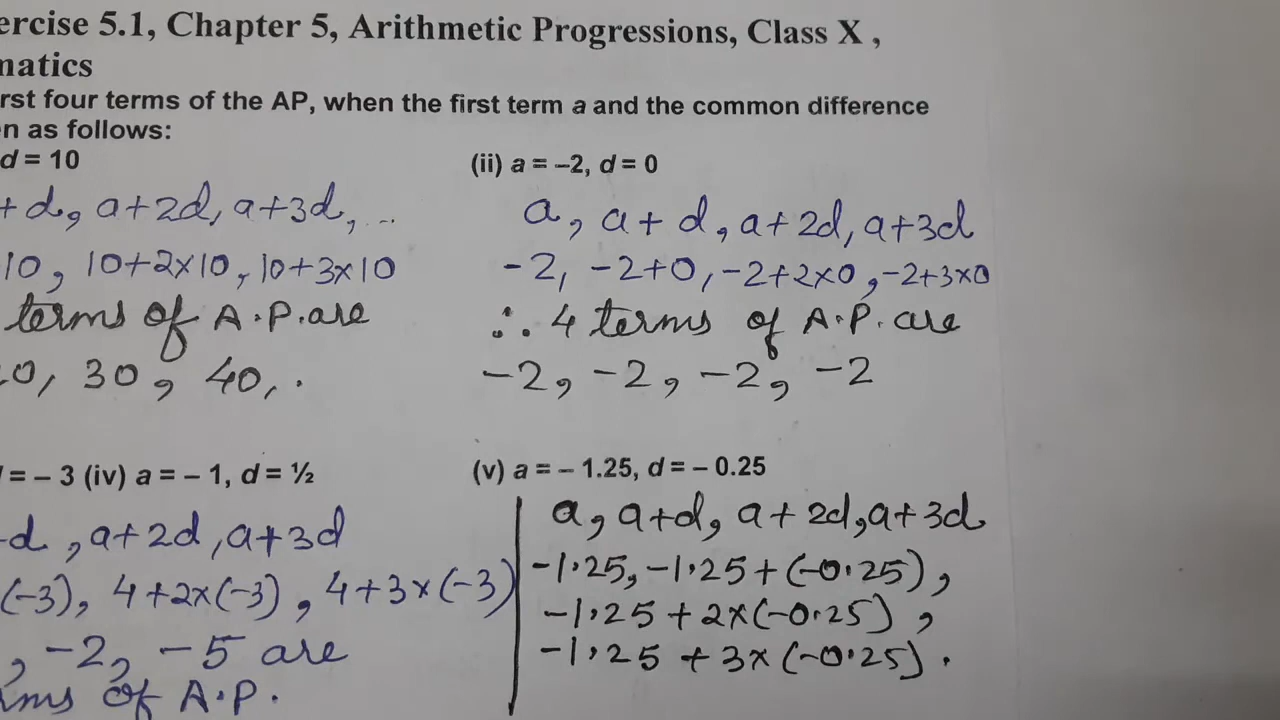 ercise 5.1, Chapter 5, Arithmetic Progressions, Class X ,
matics
rst four terms of the AP, when the first term a and the common difference
n as follows:
d = 10
+ d, a+2d, a+3d, ...
10, 10+2×10, 10+3×10
terms of A.P. are
0, 30, 40, .
(ii) a = –2, d = 0
a, a + d, a + 2d, a+3d
-2, -2+0, -2+2×0, -2+3×0
∴ 4 terms of A.P. are
-2, -2, -2, -2
= – 3 (iv) a = – 1, d = ½
d, a+2d, a+3d
(-3), 4+2×(-3), 4+3×(-3)
, -2, -5 are
ms of A.P.
(v) a = – 1.25, d = – 0.25
a, a+d, a+ 2d, a+3d
-1.25, -1.25 + (-0.25),
-1.25 + 2×(-0.25),
-1.25 + 3×(-0.25).